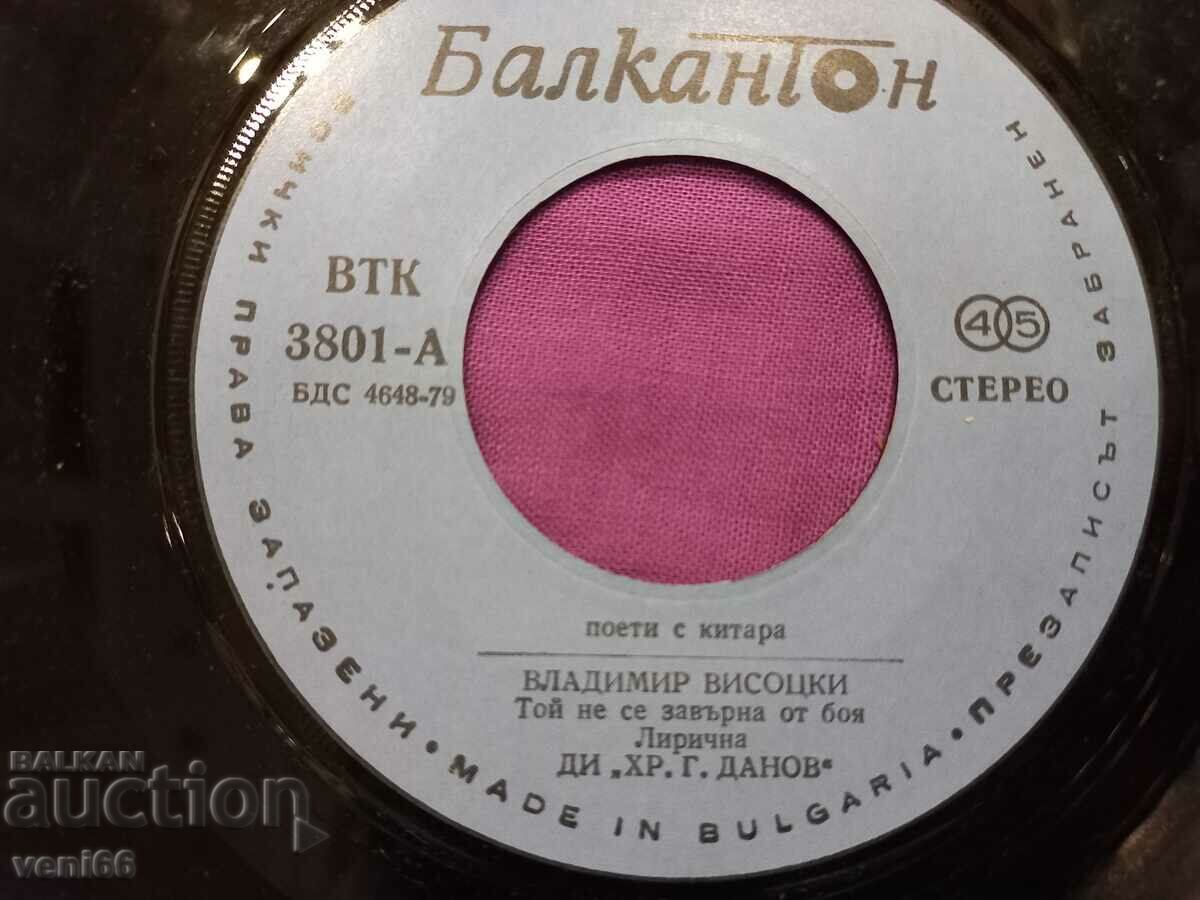 Балкантон
ВСИЧКИ ПРАВА ЗАПАЗЕНИ • MADE IN BULGARIA • ПРЕЗАПИСЪТ ЗАБРАНЕН
ВТК
3801-А
БДС 4648-79
45
СТЕРЕО
поети с китара
ВЛАДИМИР ВИСОЦКИ
Той не се завърна от боя
Лирична
ДИ „ХР. Г. ДАНОВ“
BALKAN
auction
veni66